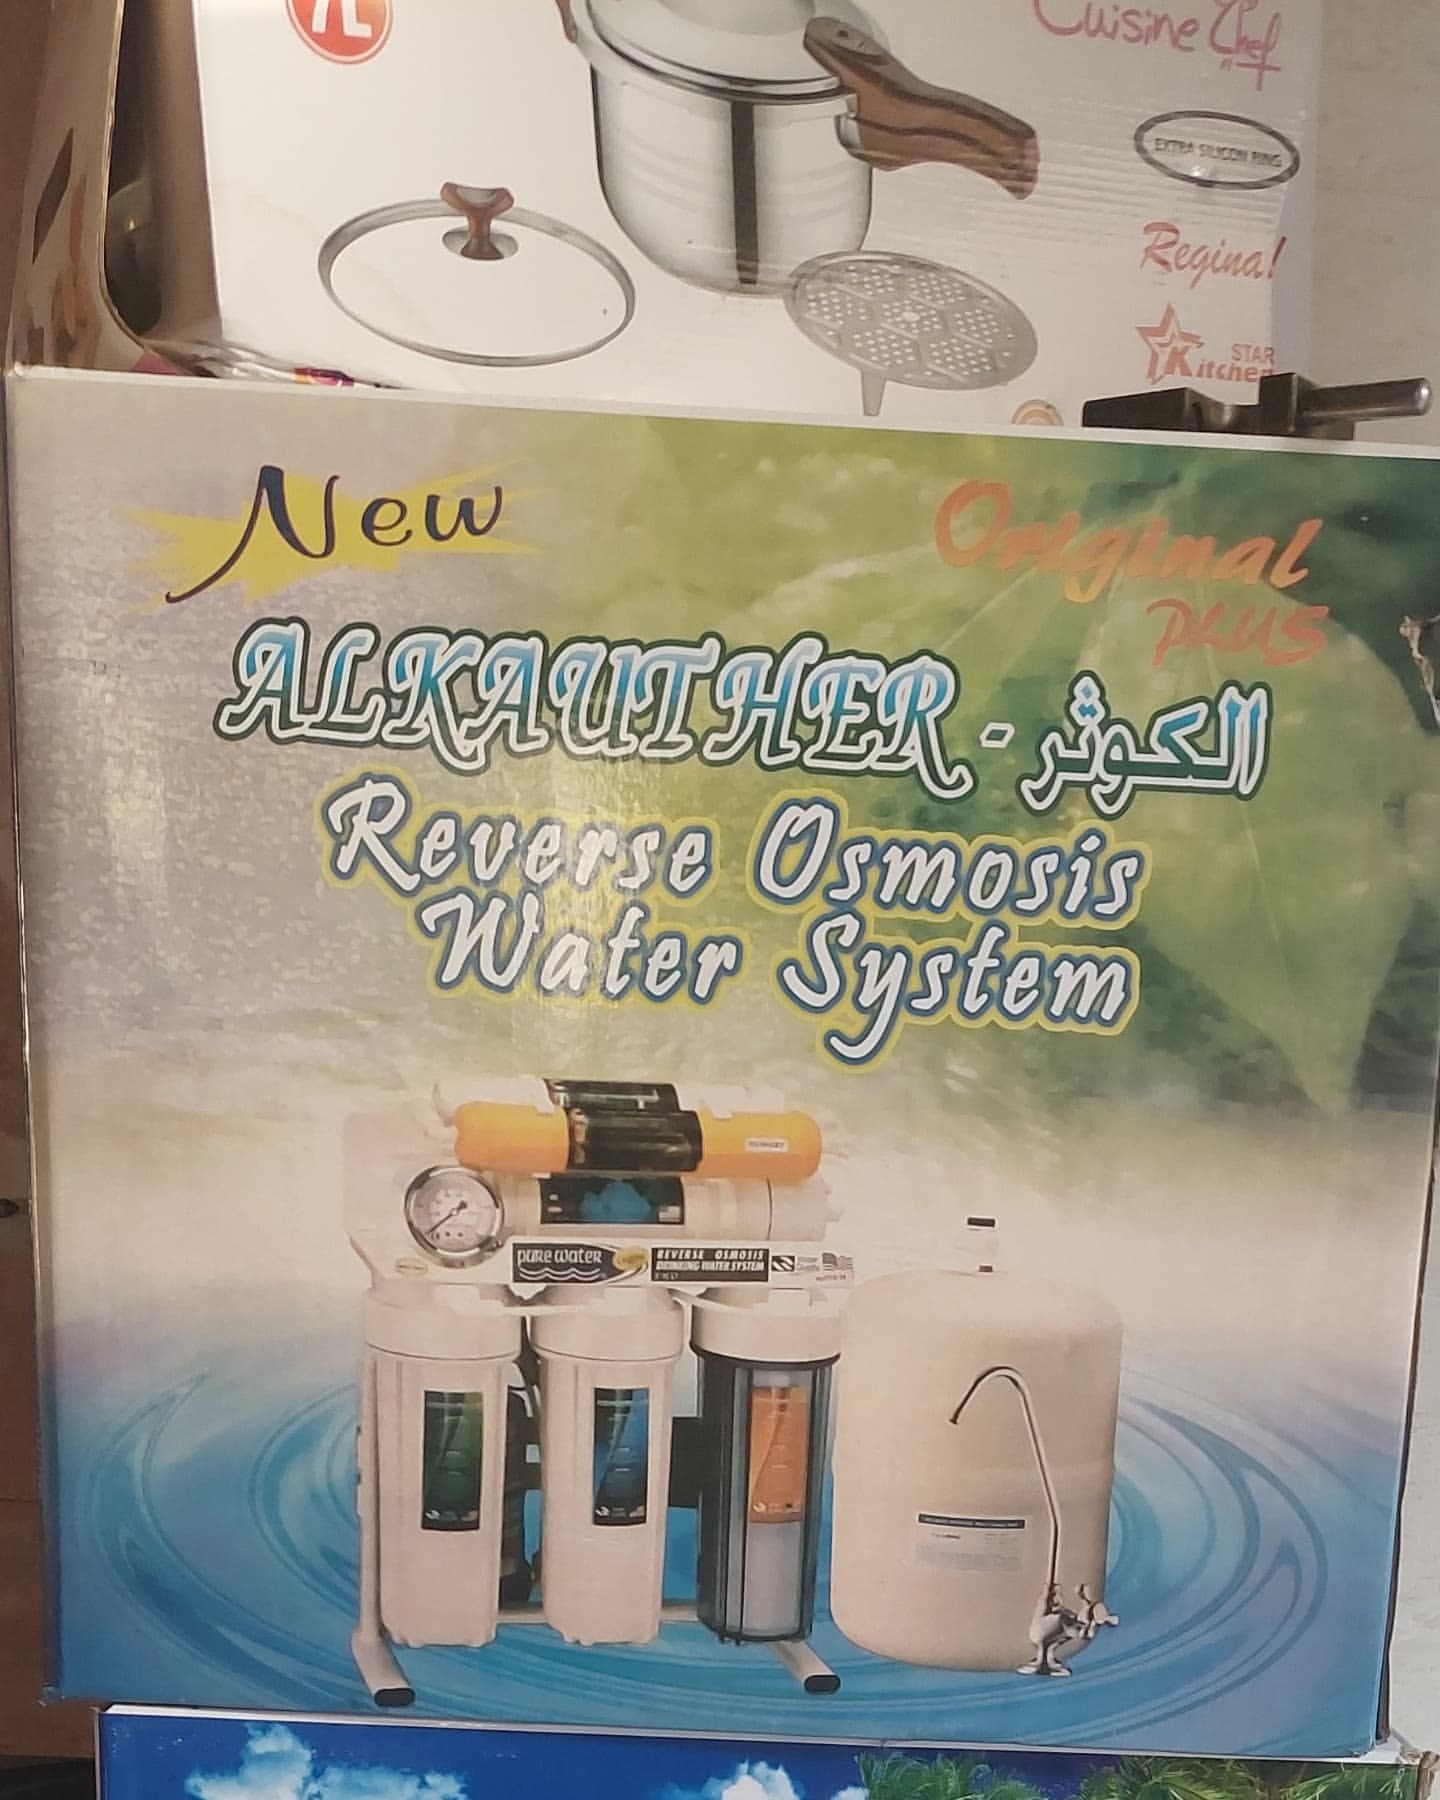 7L
Cuisine Chef
EXTRA SILICON RING
Regina!
STAR
Kitchen
New
Original
PLUS
ALKAUTHER - الكوثر
Reverse Osmosis
Water System
pure water
REVERSE OSMOSIS
DRINKING WATER SYSTEM